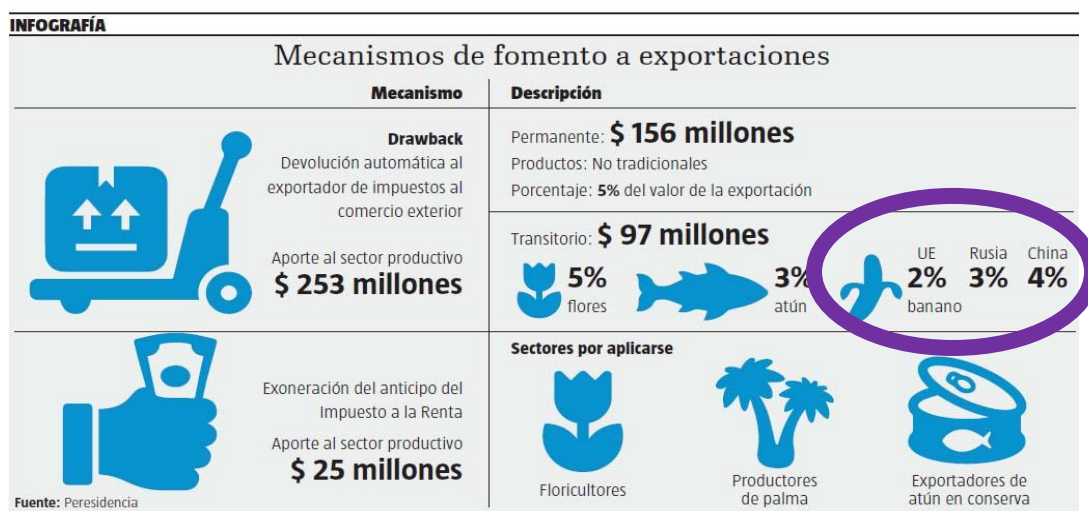 INFOGRAFÍA
Mecanismos de fomento a exportaciones
Mecanismo
Descripción
Drawback
Devolución automática al
exportador de impuestos al
comercio exterior
Aporte al sector productivo
$ 253 millones
Permanente: $ 156 millones
Productos: No tradicionales
Porcentaje: 5% del valor de la exportación
Transitorio: $ 97 millones
5%
flores
3%
atún
UE Rusia China
2% 3% 4%
banano
Exoneración del anticipo del
Impuesto a la Renta
Aporte al sector productivo
$ 25 millones
Sectores por aplicarse
Floricultores
Productores
de palma
Exportadores de
atún en conserva
Fuente: Peresidencia